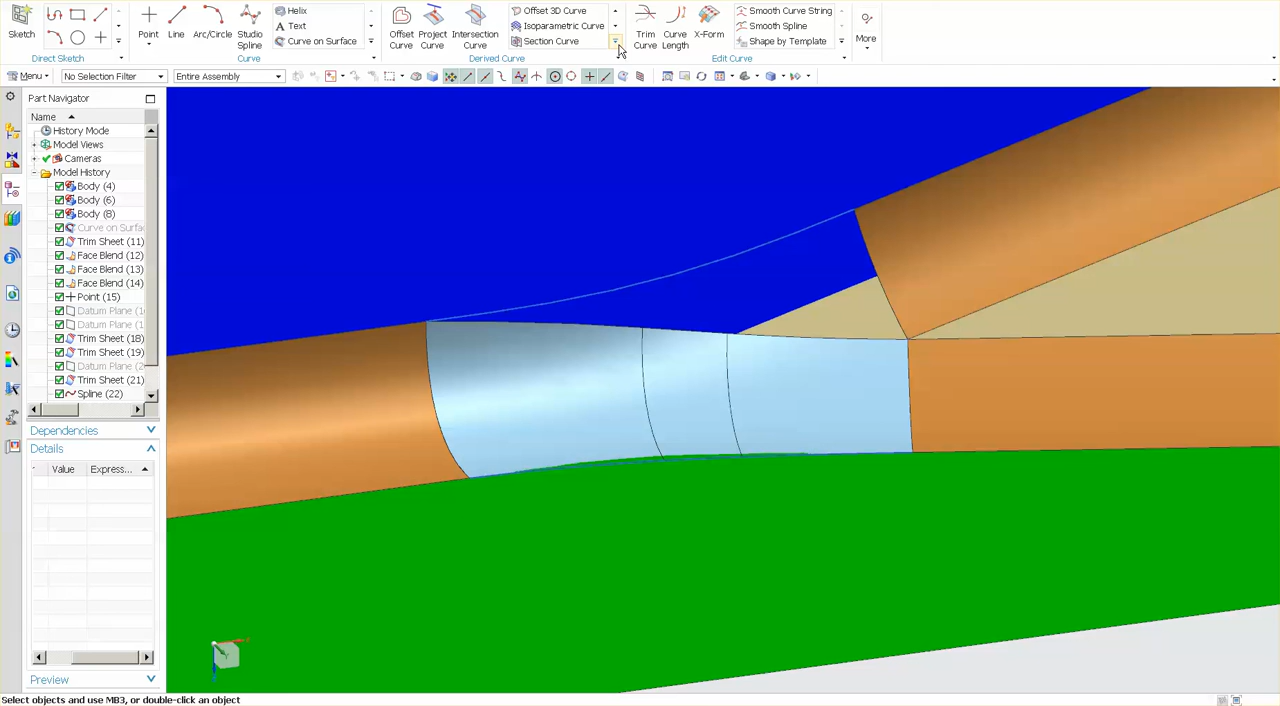 Helix
Text
Curve on Surface
Offset 3D Curve
Isoparametric Curve
Section Curve
Smooth Curve String
Smooth Spline
Shape by Template
Sketch
Point
Line
Arc/Circle
Studio Spline
Offset Curve
Project Curve
Intersection Curve
Trim Curve
Curve Length
X-Form
More
Direct Sketch
Curve
Derived Curve
Edit Curve
Menu
No Selection Filter
Entire Assembly
Part Navigator
Name
History Mode
Model Views
Cameras
Model History
Body (4)
Body (6)
Body (8)
Curve on Surfa
Trim Sheet (11)
Face Blend (12)
Face Blend (13)
Face Blend (14)
Point (15)
Datum Plane (1
Datum Plane (1
Trim Sheet (18)
Trim Sheet (19)
Datum Plane (2
Trim Sheet (21)
Spline (22)
Dependencies
Details
Value Express...
Preview
Select objects and use MB3, or double-click an object